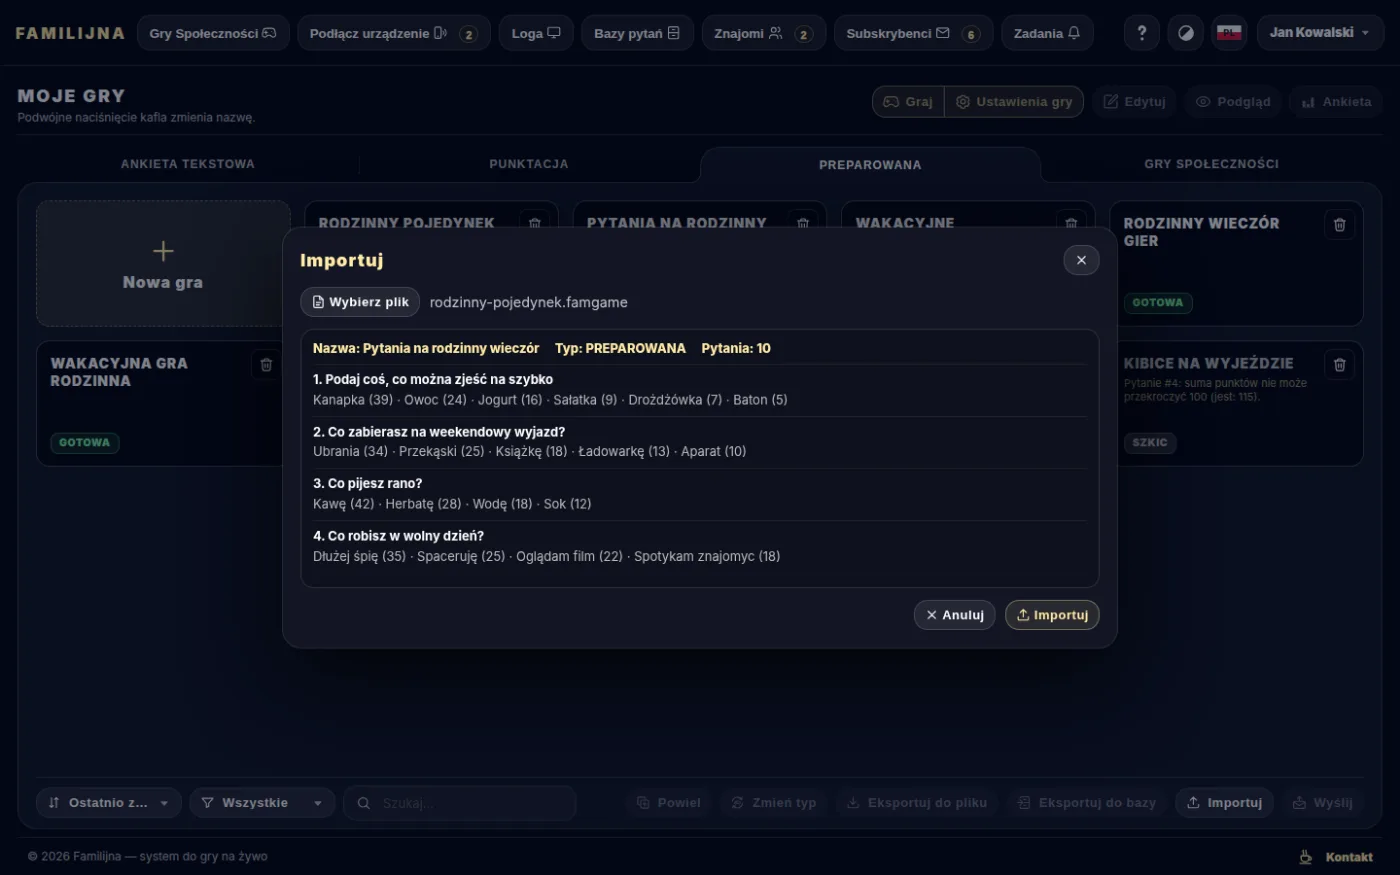 FAMILIJNA
Gry Społeczności
Podłącz urządzenie 2
Loga
Bazy pytań
Znajomi 2
Subskrybenci 6
Zadania
?
PL
Jan Kowalski
MOJE GRY
Podwójne naciśnięcie kafla zmienia nazwę.
Graj
Ustawienia gry
Edytuj
Podgląd
Ankieta
ANKIETA TEKSTOWA
PUNKTACJA
PREPAROWANA
GRY SPOŁECZNOŚCI
Nowa gra
RODZINNY POJEDYNEK
PYTANIA NA RODZINNY
WAKACYJNE
RODZINNY WIECZÓR
GIER
GOTOWA
WAKACYJNA GRA
RODZINNA
GOTOWA
KIBICE NA WYJEŹDZIE
Pytanie #4: suma punktów nie może
przekroczyć 100 (jest: 115).
SZKIC
Importuj
Wybierz plik
rodzinny-pojedynek.famgame
Nazwa: Pytania na rodzinny wieczór Typ: PREPAROWANA Pytania: 10
1. Podaj coś, co można zjeść na szybko
Kanapka (39) · Owoc (24) · Jogurt (16) · Sałatka (9) · Drożdżówka (7) · Baton (5)
2. Co zabierasz na weekendowy wyjazd?
Ubrania (34) · Przekąski (25) · Książkę (18) · Ładowarkę (13) · Aparat (10)
3. Co pijesz rano?
Kawę (42) · Herbatę (28) · Wodę (18) · Sok (12)
4. Co robisz w wolny dzień?
Dłużej śpię (35) · Spaceruję (25) · Oglądam film (22) · Spotykam znajomyc (18)
Anuluj
Importuj
Ostatnio z...
Wszystkie
Szukaj...
Powiel
Zmień typ
Eksportuj do pliku
Eksportuj do bazy
Importuj
Wyślij
© 2026 Familijna — system do gry na żywo
Kontakt